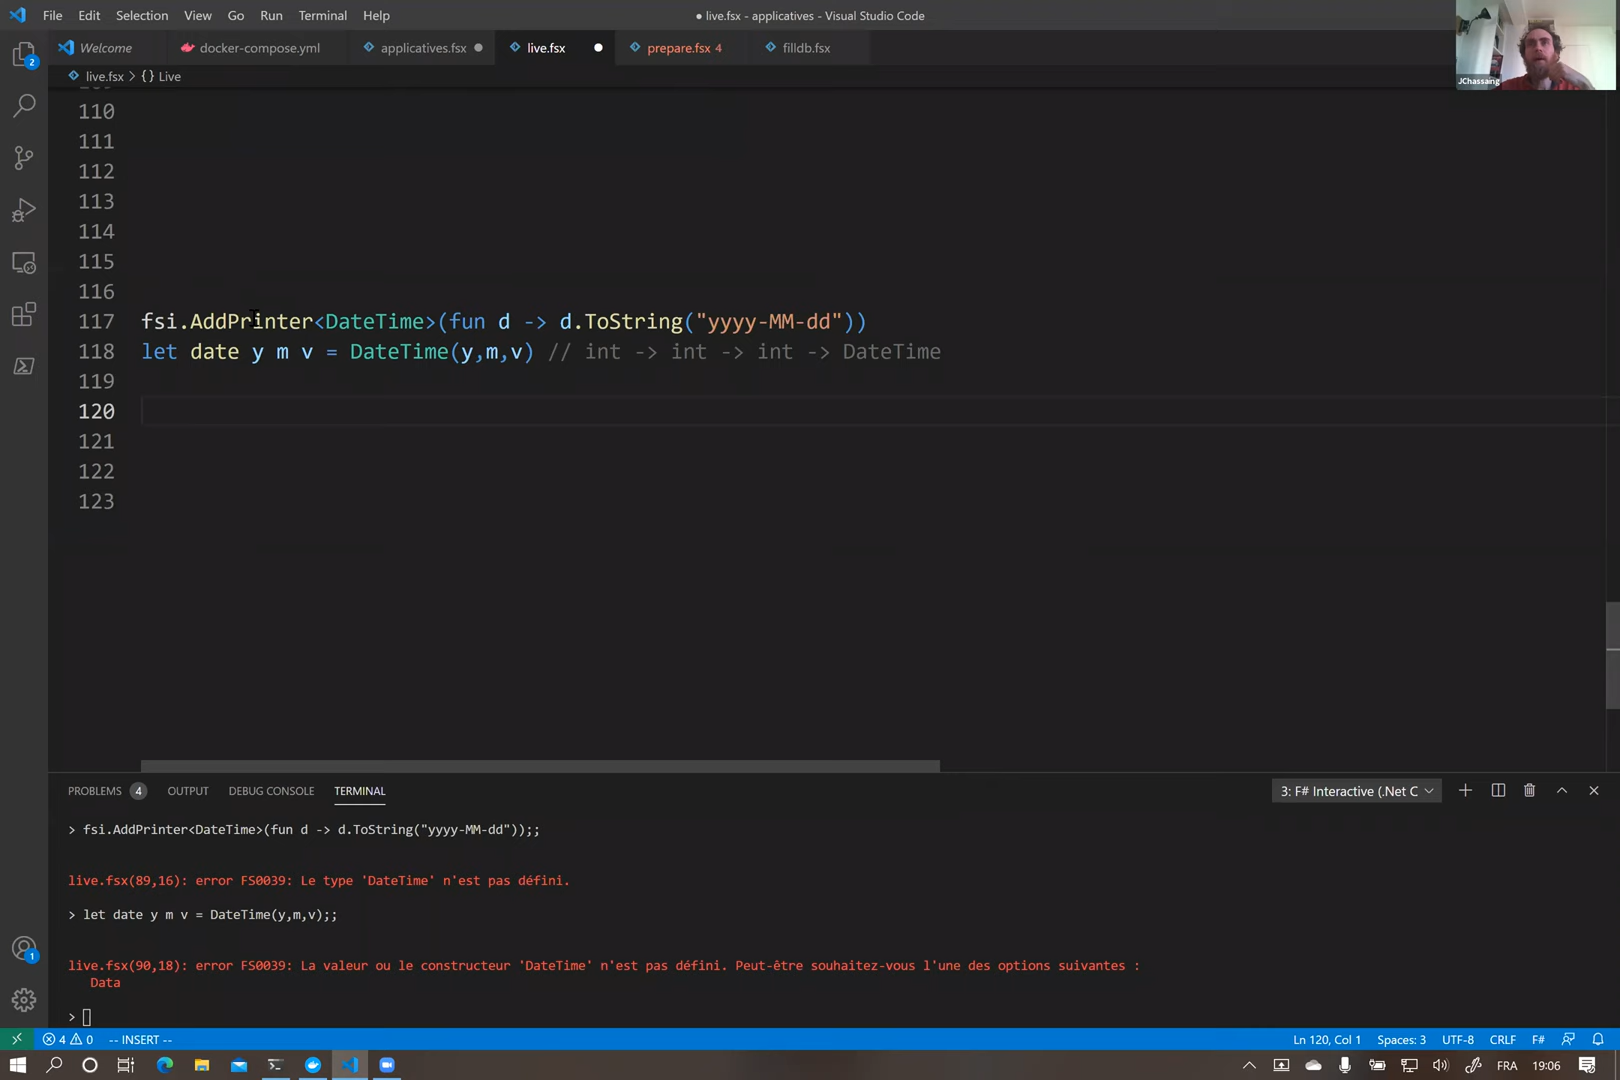 File Edit Selection View Go Run Terminal Help ● live.fsx - applicatives - Visual Studio Code
JChassaing
Welcome docker-compose.yml applicatives.fsx live.fsx prepare.fsx 4 filldb.fsx
live.fsx > {} Live
110
111
112
113
114
115
116
117 fsi.AddPrinter<DateTime>(fun d -> d.ToString("yyyy-MM-dd"))
118 let date y m v = DateTime(y,m,v) // int -> int -> int -> DateTime
119
120
121
122
123
PROBLEMS 4 OUTPUT DEBUG CONSOLE TERMINAL 3: F# Interactive (.Net C
> fsi.AddPrinter<DateTime>(fun d -> d.ToString("yyyy-MM-dd"));;
live.fsx(89,16): error FS0039: Le type 'DateTime' n'est pas défini.
> let date y m v = DateTime(y,m,v);;
live.fsx(90,18): error FS0039: La valeur ou le constructeur 'DateTime' n'est pas défini. Peut-être souhaitez-vous l'une des options suivantes :
Data
>
2
1
4 0 -- INSERT -- Ln 120, Col 1 Spaces: 3 UTF-8 CRLF F#
FRA 19:06